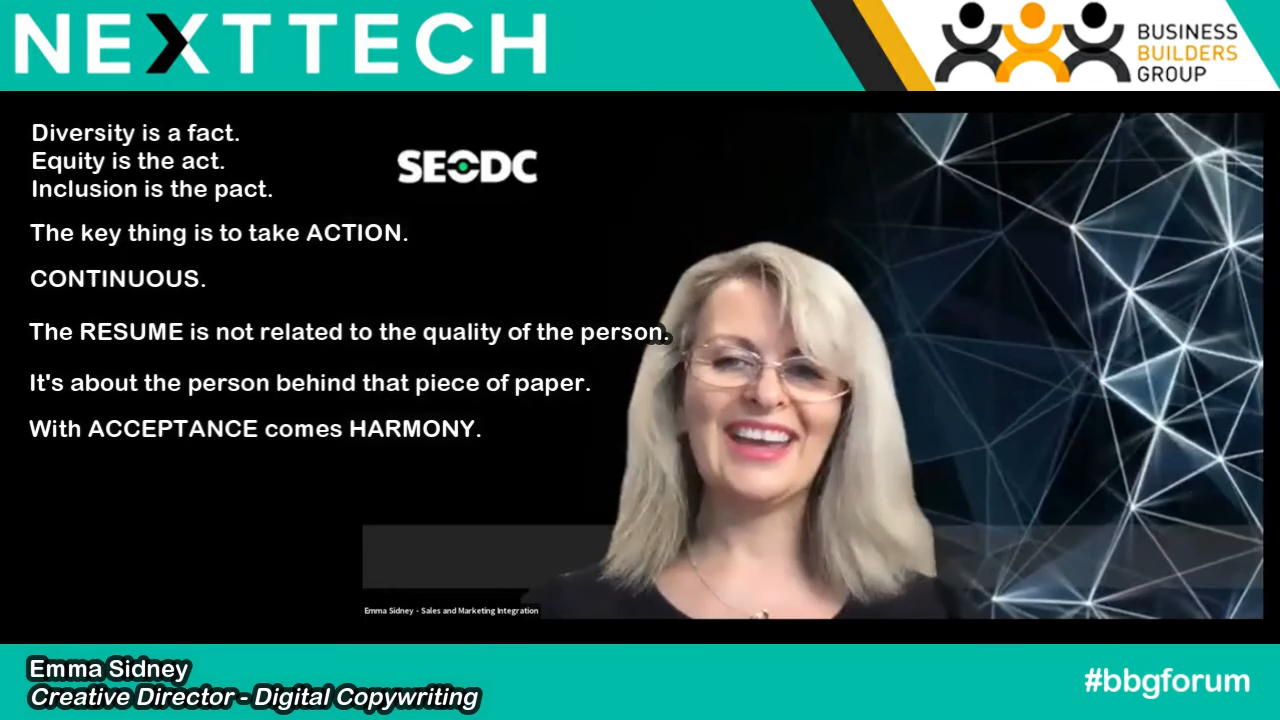 NEXTTECH
BUSINESS
BUILDERS
GROUP
Diversity is a fact.
Equity is the act.
Inclusion is the pact.
SEODC
The key thing is to take ACTION.
CONTINUOUS.
The RESUME is not related to the quality of the person.
It's about the person behind that piece of paper.
With ACCEPTANCE comes HARMONY.
Emma Sidney - Sales and Marketing Integration
Emma Sidney
Creative Director - Digital Copywriting
#bbgforum